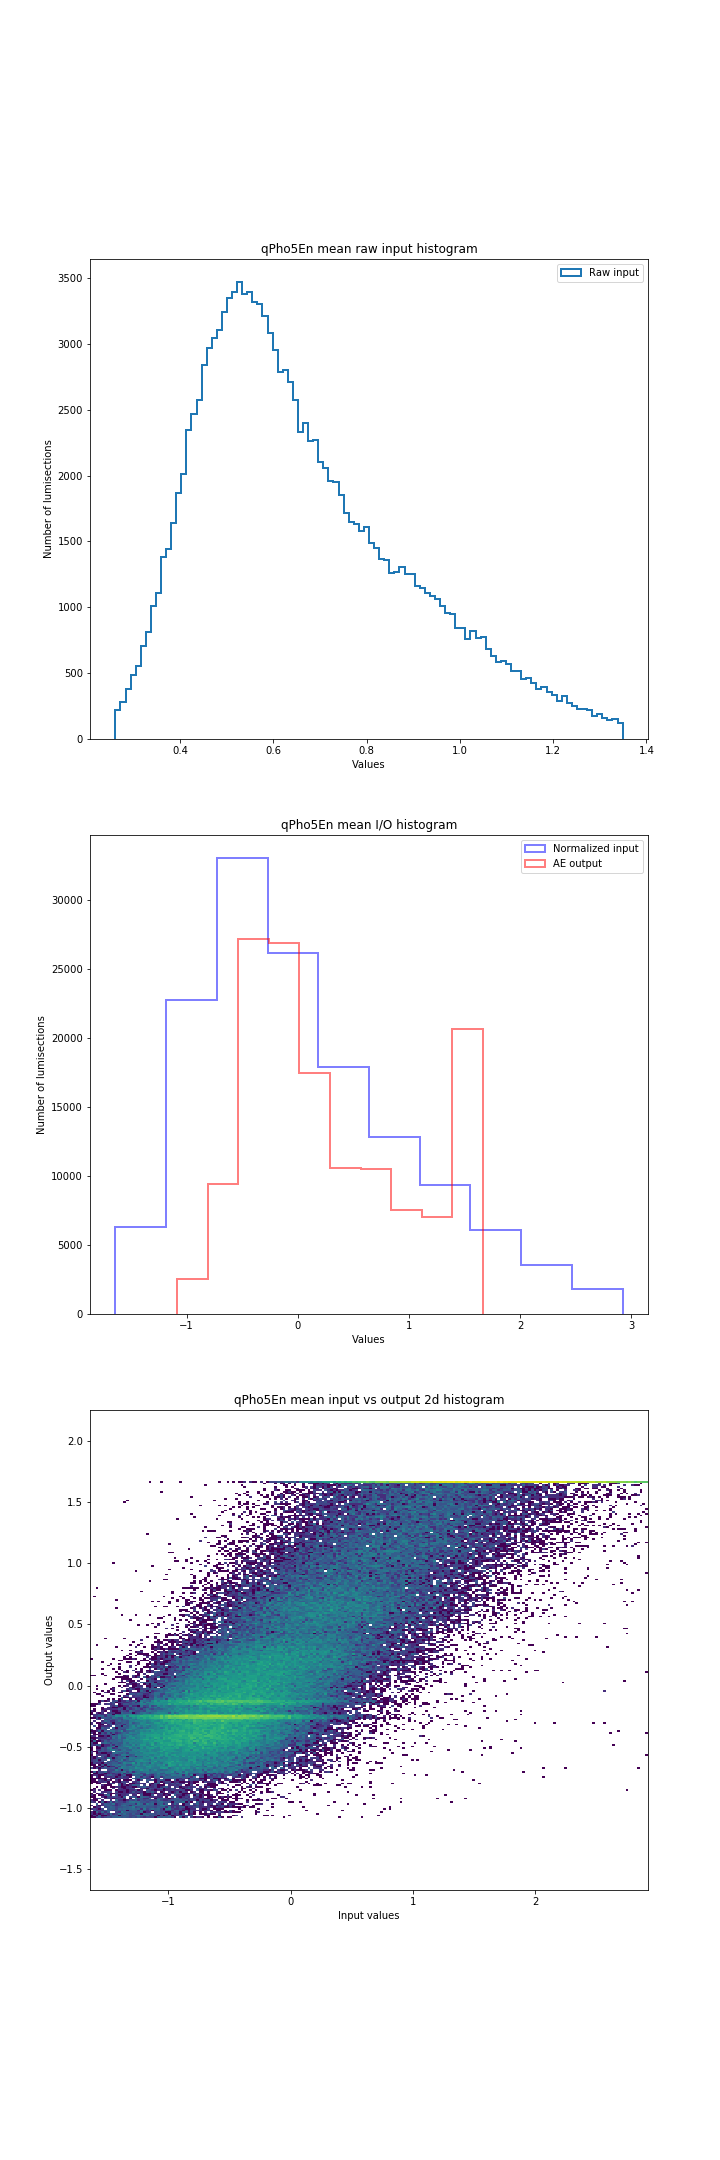 qPho5En mean raw input histogram
Raw input
3500
3000
2500
2000
1500
1000
500
0
Number of lumisections
0.4 0.6 0.8 1.0 1.2 1.4
Values
qPho5En mean I/O histogram
Normalized input
AE output
30000
25000
20000
15000
10000
5000
0
Number of lumisections
−1 0 1 2 3
Values
qPho5En mean input vs output 2d histogram
2.0
1.5
1.0
0.5
0.0
−0.5
−1.0
−1.5
Output values
−1 0 1 2
Input values